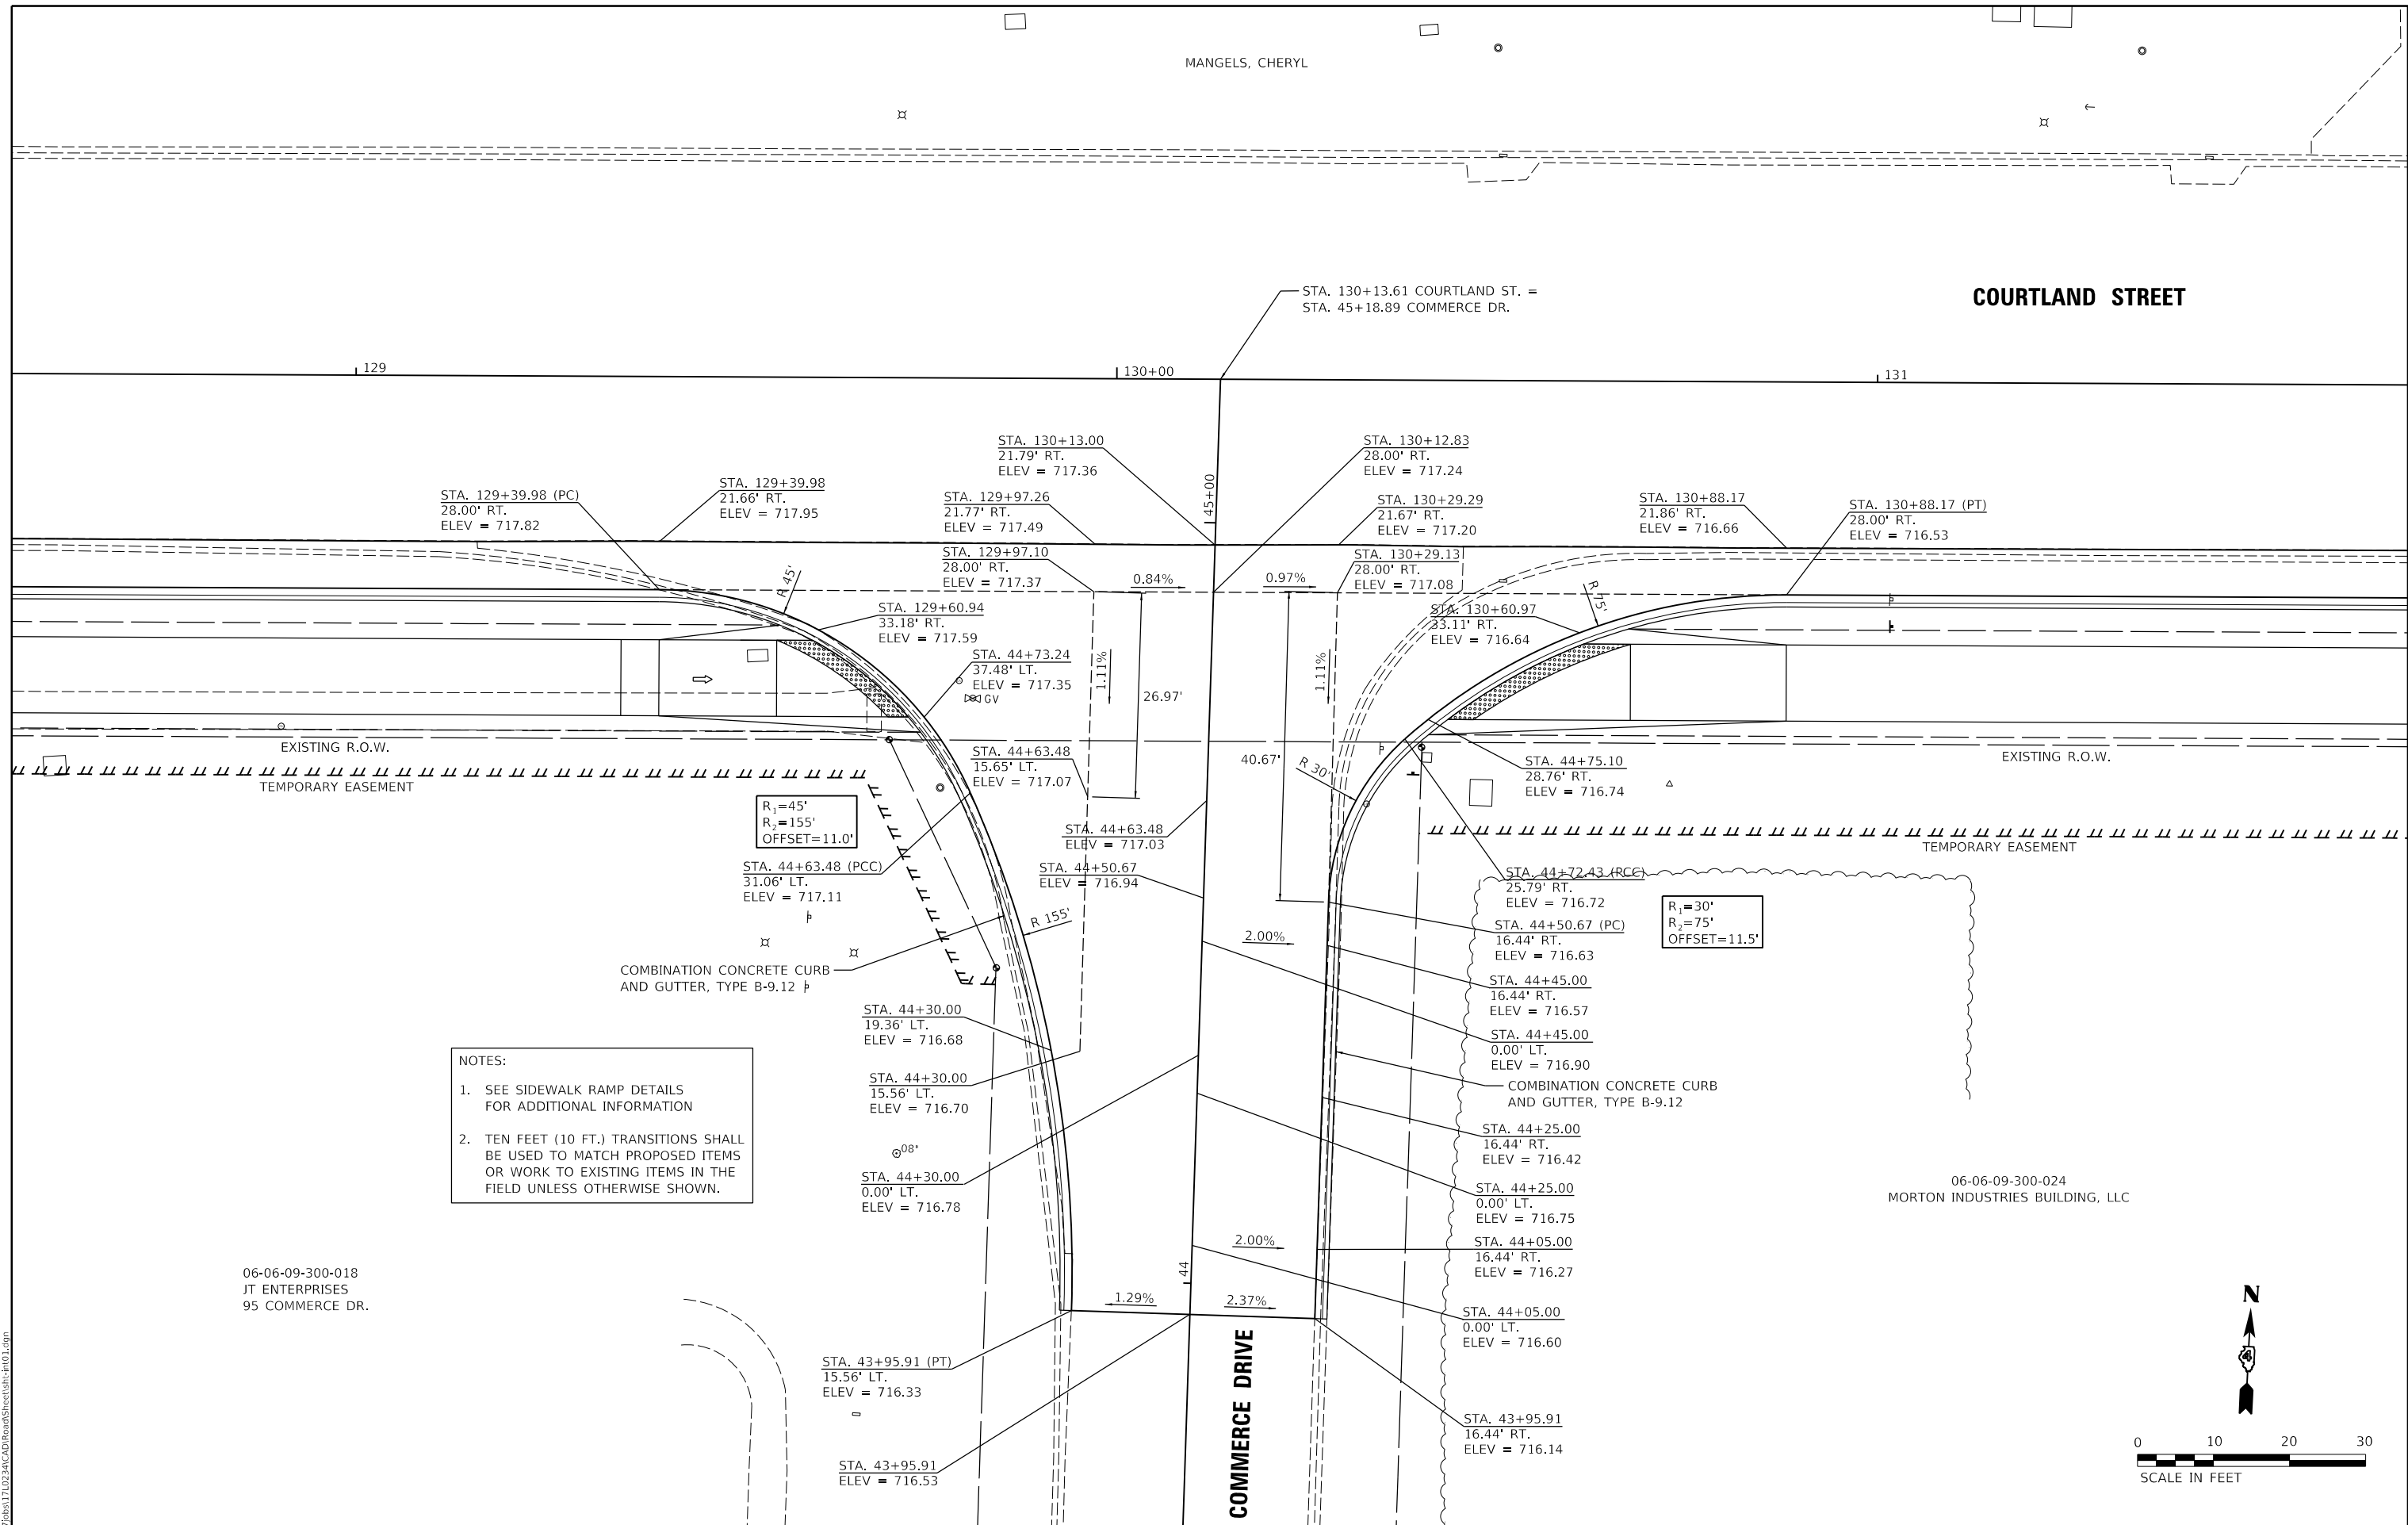 MANGELS, CHERYL
COURTLAND STREET
STA. 130+13.61 COURTLAND ST. =
STA. 45+18.89 COMMERCE DR.
129
130+00
131
STA. 129+39.98 (PC)
28.00' RT.
ELEV = 717.82
STA. 129+39.98
21.66' RT.
ELEV = 717.95
STA. 130+13.00
21.79' RT.
ELEV = 717.36
STA. 129+97.26
21.77' RT.
ELEV = 717.49
STA. 129+97.10
28.00' RT.
ELEV = 717.37
45+00
STA. 130+12.83
28.00' RT.
ELEV = 717.24
STA. 130+29.29
21.67' RT.
ELEV = 717.20
STA. 130+29.13
28.00' RT.
ELEV = 717.08
STA. 130+88.17
21.86' RT.
ELEV = 716.66
STA. 130+88.17 (PT)
28.00' RT.
ELEV = 716.53
R 45'
0.84%
0.97%
R 75'
STA. 129+60.94
33.18' RT.
ELEV = 717.59
STA. 130+60.97
33.11' RT.
ELEV = 716.64
STA. 44+73.24
37.48' LT.
ELEV = 717.35
GV
1.11%
26.97'
1.11%
40.67'
R 30'
EXISTING R.O.W.
TEMPORARY EASEMENT
STA. 44+63.48
15.65' LT.
ELEV = 717.07
STA. 44+75.10
28.76' RT.
ELEV = 716.74
EXISTING R.O.W.
TEMPORARY EASEMENT
R1=45'
R2=155'
OFFSET=11.0'
STA. 44+63.48
ELEV = 717.03
STA. 44+63.48 (PCC)
31.06' LT.
ELEV = 717.11
STA. 44+50.67
ELEV = 716.94
STA. 44+72.43 (PCC)
25.79' RT.
ELEV = 716.72
R1=30'
R2=75'
OFFSET=11.5'
R 155'
2.00%
STA. 44+50.67 (PC)
16.44' RT.
ELEV = 716.63
COMBINATION CONCRETE CURB
AND GUTTER, TYPE B-9.12
STA. 44+45.00
16.44' RT.
ELEV = 716.57
STA. 44+30.00
19.36' LT.
ELEV = 716.68
STA. 44+45.00
0.00' LT.
ELEV = 716.90
STA. 44+30.00
15.56' LT.
ELEV = 716.70
COMBINATION CONCRETE CURB
AND GUTTER, TYPE B-9.12
NOTES:
1. SEE SIDEWALK RAMP DETAILS
FOR ADDITIONAL INFORMATION
2. TEN FEET (10 FT.) TRANSITIONS SHALL
BE USED TO MATCH PROPOSED ITEMS
OR WORK TO EXISTING ITEMS IN THE
FIELD UNLESS OTHERWISE SHOWN.
08"
STA. 44+30.00
0.00' LT.
ELEV = 716.78
STA. 44+25.00
16.44' RT.
ELEV = 716.42
STA. 44+25.00
0.00' LT.
ELEV = 716.75
06-06-09-300-024
MORTON INDUSTRIES BUILDING, LLC
2.00%
STA. 44+05.00
16.44' RT.
ELEV = 716.27
06-06-09-300-018
JT ENTERPRISES
95 COMMERCE DR.
44
1.29%
2.37%
STA. 44+05.00
0.00' LT.
ELEV = 716.60
STA. 43+95.91 (PT)
15.56' LT.
ELEV = 716.33
STA. 43+95.91
16.44' RT.
ELEV = 716.14
STA. 43+95.91
ELEV = 716.53
COMMERCE DRIVE
N
4
0 10 20 30
SCALE IN FEET